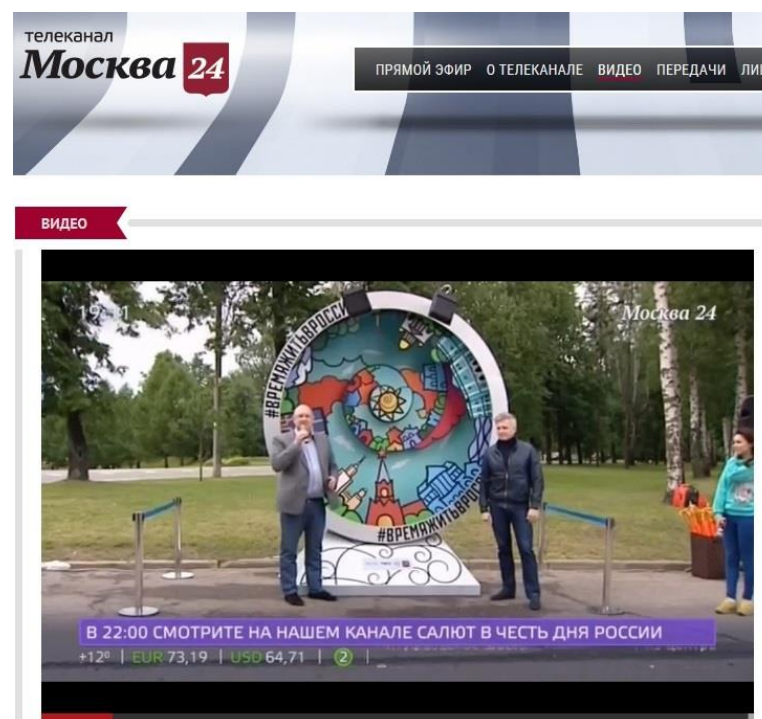 телеканал
Москва 24
ПРЯМОЙ ЭФИР О ТЕЛЕКАНАЛЕ ВИДЕО ПЕРЕДАЧИ
ВИДЕО
Москва 24
#ВРЕМЯЖИТЬВРОССИ
#ВРЕМЯЖИТЬВРОСС
В 22:00 СМОТРИТЕ НА НАШЕМ КАНАЛЕ САЛЮТ В ЧЕСТЬ ДНЯ РОССИИ
+12° | EUR 73,19 | USD 64,71 | 2 |